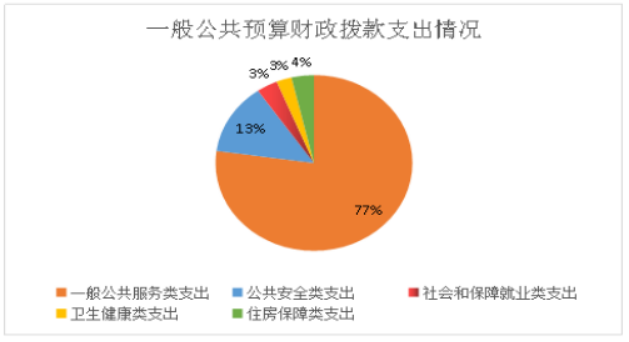 一般公共预算财政拨款支出情况
3% 3% 4%
13%
77%
一般公共服务类支出 公共安全类支出 社会和保障就业类支出
卫生健康类支出 住房保障类支出